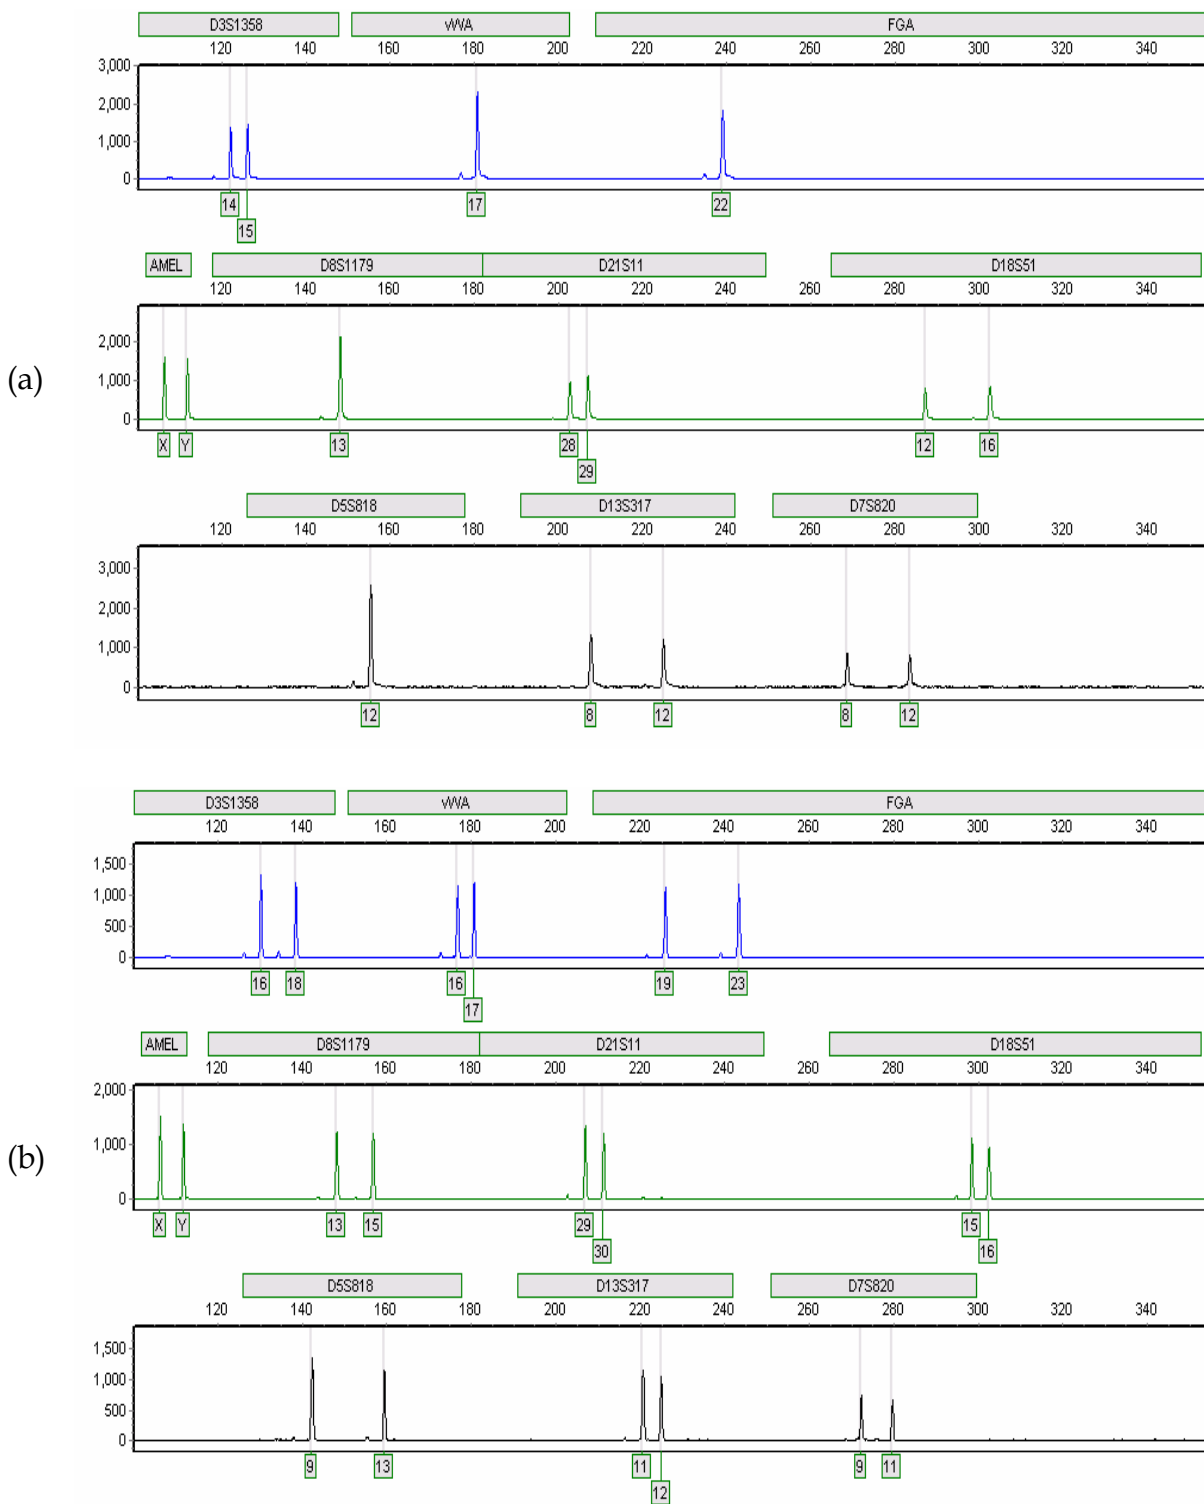 D3S1358 vWA FGA
120 140 160 180 200 220 240 260 280 300 320 340
3,000
2,000
1,000
0
14 17 22
15
AMEL D8S1179 D21S11 D18S51
120 140 160 180 200 220 240 260 280 300 320 340
2,000
(a)
1,000
0
X Y 13 28 12 16
29
D5S818 D13S317 D7S820
120 140 160 180 200 220 240 260 280 300 320 340
3,000
2,000
1,000
0
12 8 12 8 12
D3S1358 vWA FGA
120 140 160 180 200 220 240 260 280 300 320 340
1,500
1,000
500
0
16 18 16 19 23
17
AMEL D8S1179 D21S11 D18S51
120 140 160 180 200 220 240 260 280 300 320 340
2,000
1,000
(b)
0
X Y 13 15 29 15
30 16
D5S818 D13S317 D7S820
120 140 160 180 200 220 240 260 280 300 320 340
1,500
1,000
500
0
9 13 11 9 11
12